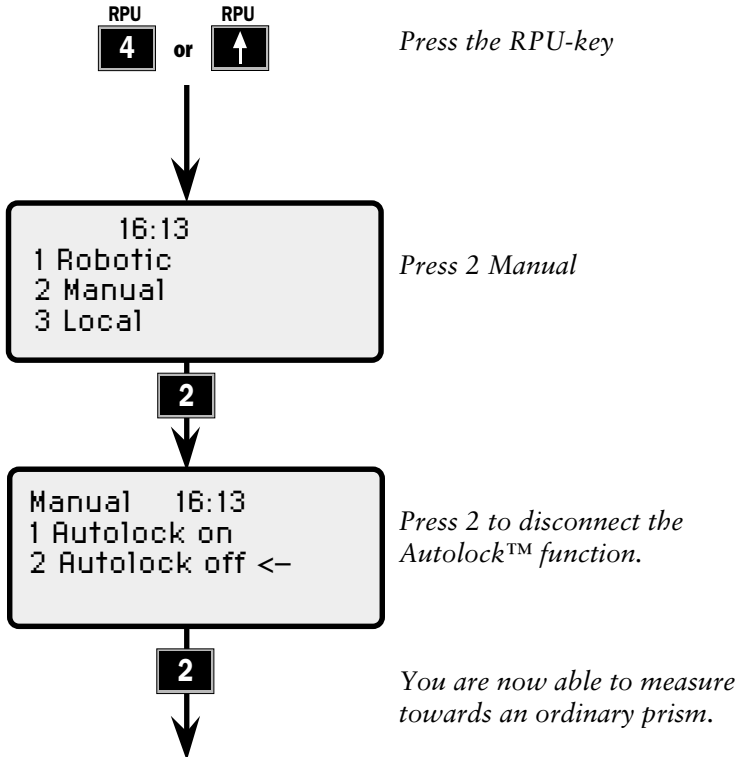 RPU RPU
4 or ↑
Press the RPU-key
16:13
1 Robotic
2 Manual
3 Local
Press 2 Manual
2
Manual 16:13
1 Autolock on
2 Autolock off <–
Press 2 to disconnect the
Autolock™ function.
2
You are now able to measure
towards an ordinary prism.